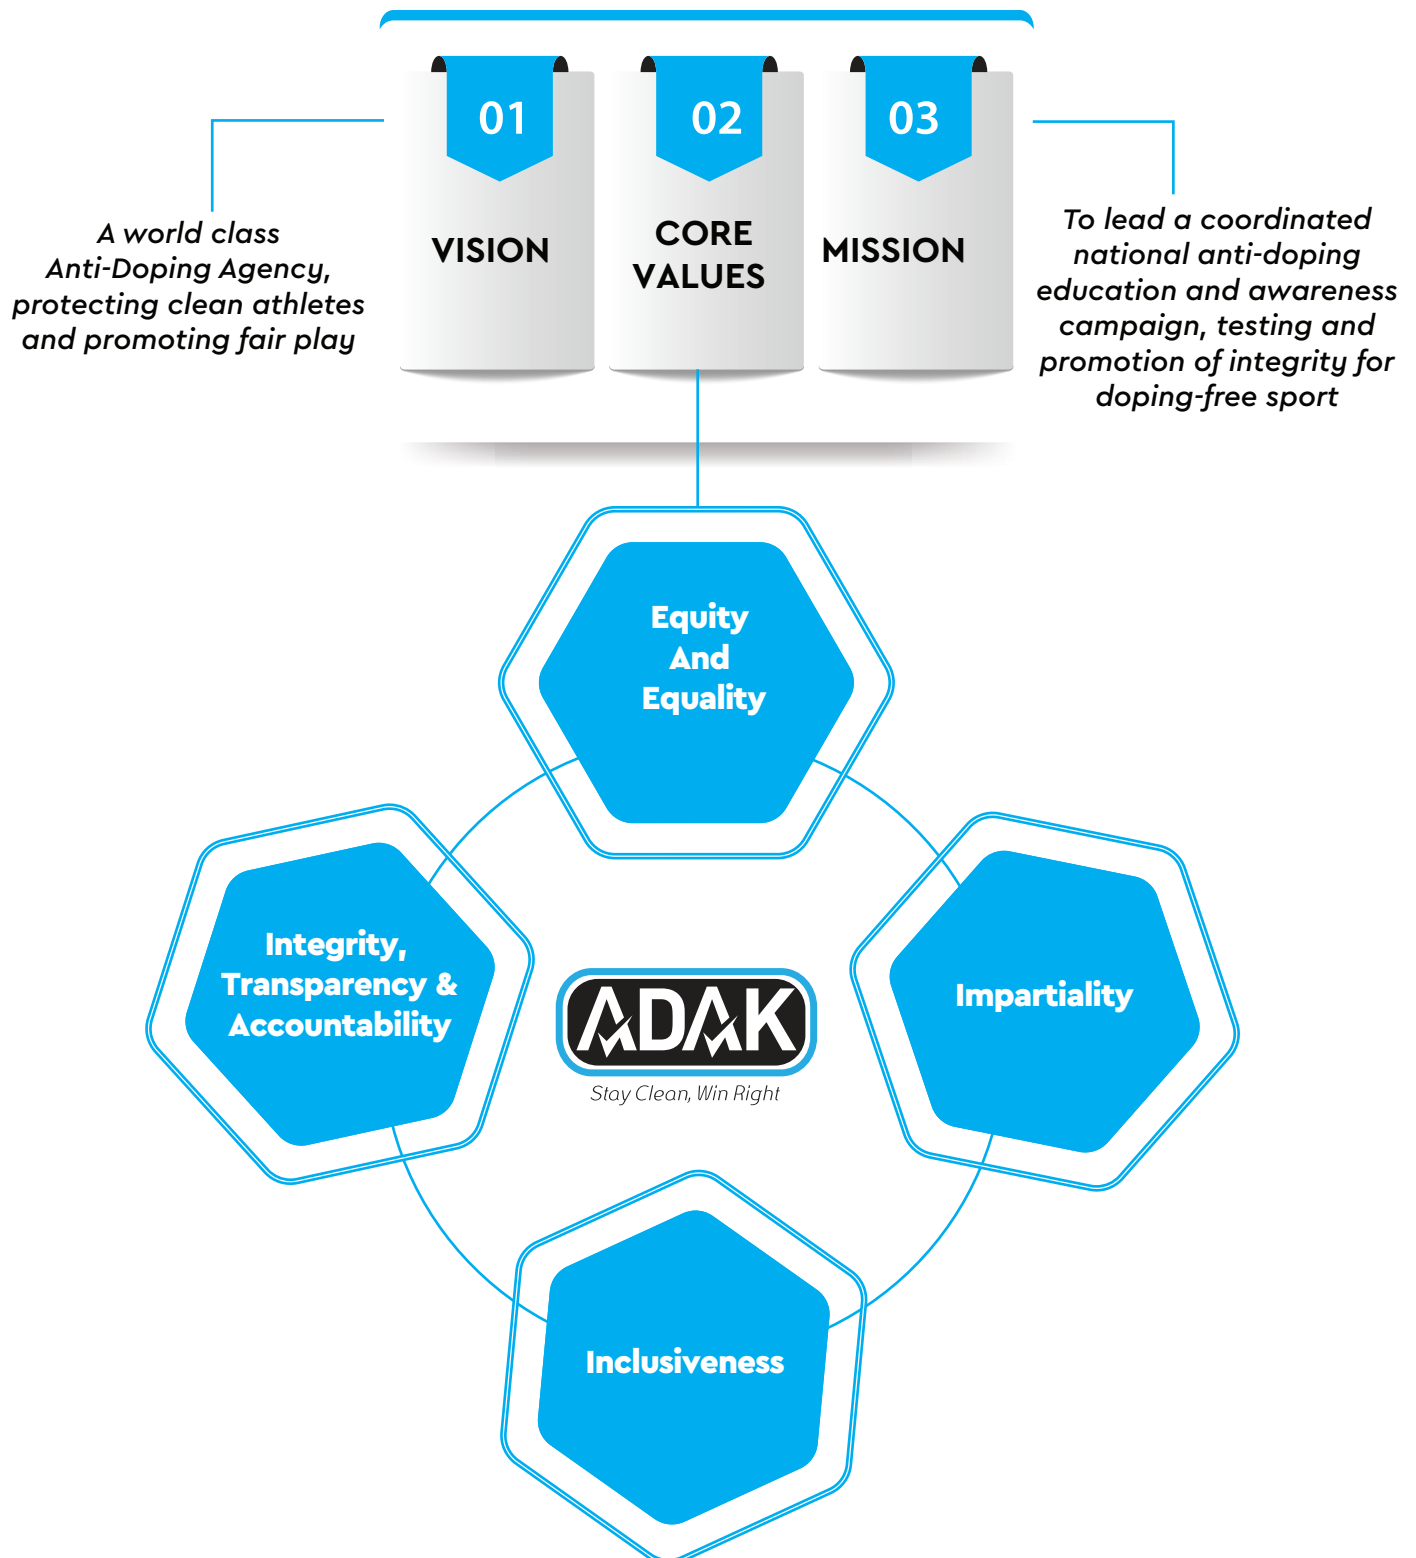 01
02
03
VISION
CORE
VALUES
MISSION
A world class
Anti-Doping Agency,
protecting clean athletes
and promoting fair play
To lead a coordinated
national anti-doping
education and awareness
campaign, testing and
promotion of integrity for
doping-free sport
Equity
And
Equality
Integrity,
Transparency &
Accountability
Impartiality
ADAK
Stay Clean, Win Right
Inclusiveness